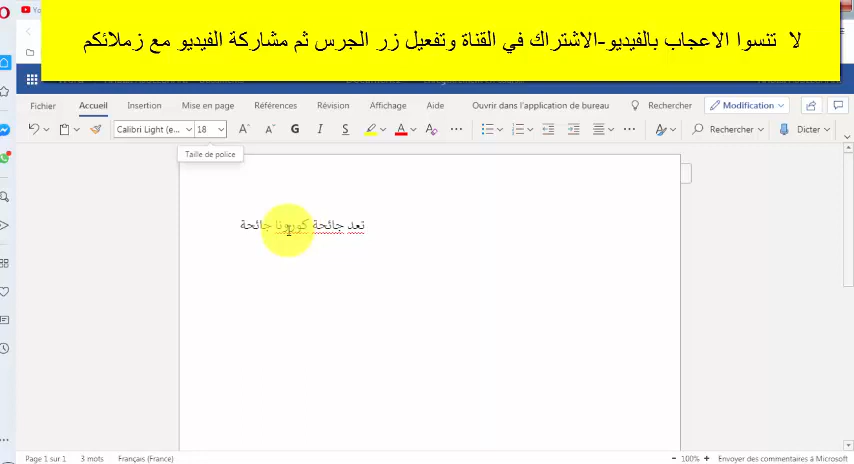 You
لا تنسوا الاعجاب بالفيديو-الاشتراك في القناة وتفعيل زر الجرس ثم مشاركة الفيديو مع زملائكم
Fichier Accueil Insertion Mise en page Références Révision Affichage Aide Ouvrir dans l'application de bureau Rechercher Modification
Calibri Light (e... 18 A A G I S A A Rechercher Dicter
Taille de police
تعد جائحة كورونا جائحة
Page 1 sur 1 3 mots Français (France) 100% Envoyer des commentaires à Microsoft